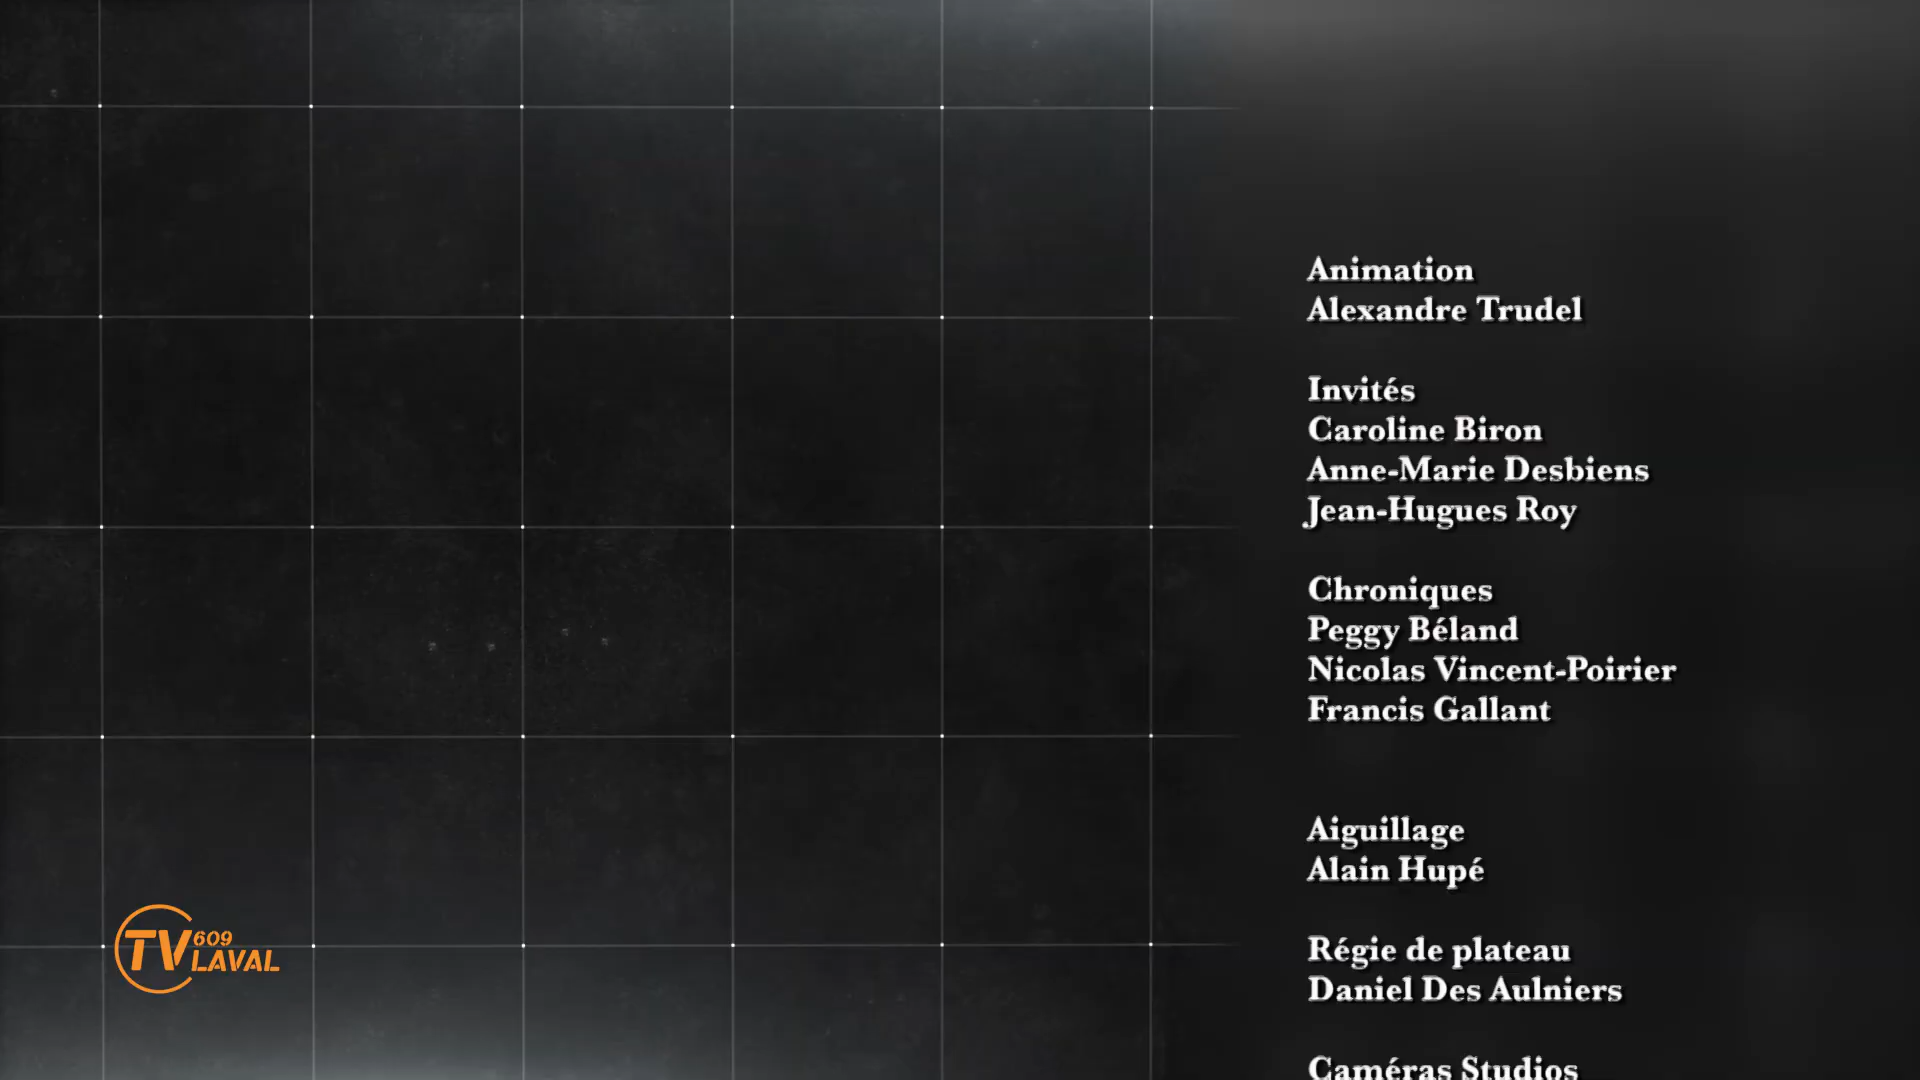 Animation
Alexandre Trudel
Invités
Caroline Biron
Anne-Marie Desbiens
Jean-Hugues Roy
Chroniques
Peggy Béland
Nicolas Vincent-Poirier
Francis Gallant
Aiguillage
Alain Hupé
Régie de plateau
Daniel Des Aulniers
Caméras Studios
TV 609
LAVAL